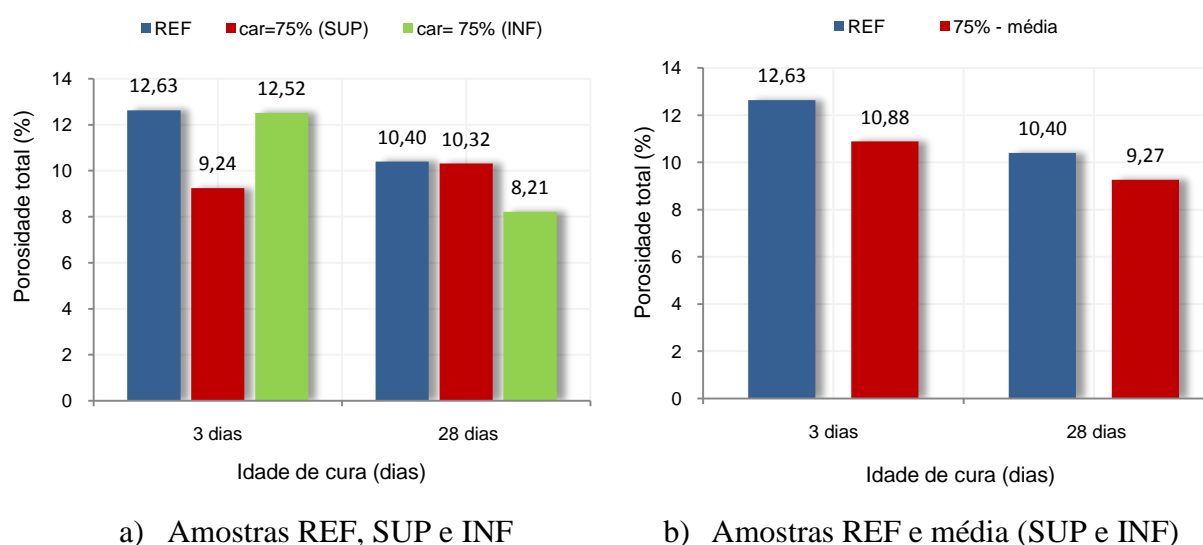 REF car=75% (SUP) car= 75% (INF)
Porosidade total (%)
14
12
10
8
6
4
2
0
12,63
9,24
12,52
10,40
10,32
8,21
3 dias 28 dias
Idade de cura (dias)
a) Amostras REF, SUP e INF
REF 75% - média
Porosidade total (%)
14
12
10
8
6
4
2
0
12,63
10,88
10,40
9,27
3 dias 28 dias
Idade de cura (dias)
b) Amostras REF e média (SUP e INF)